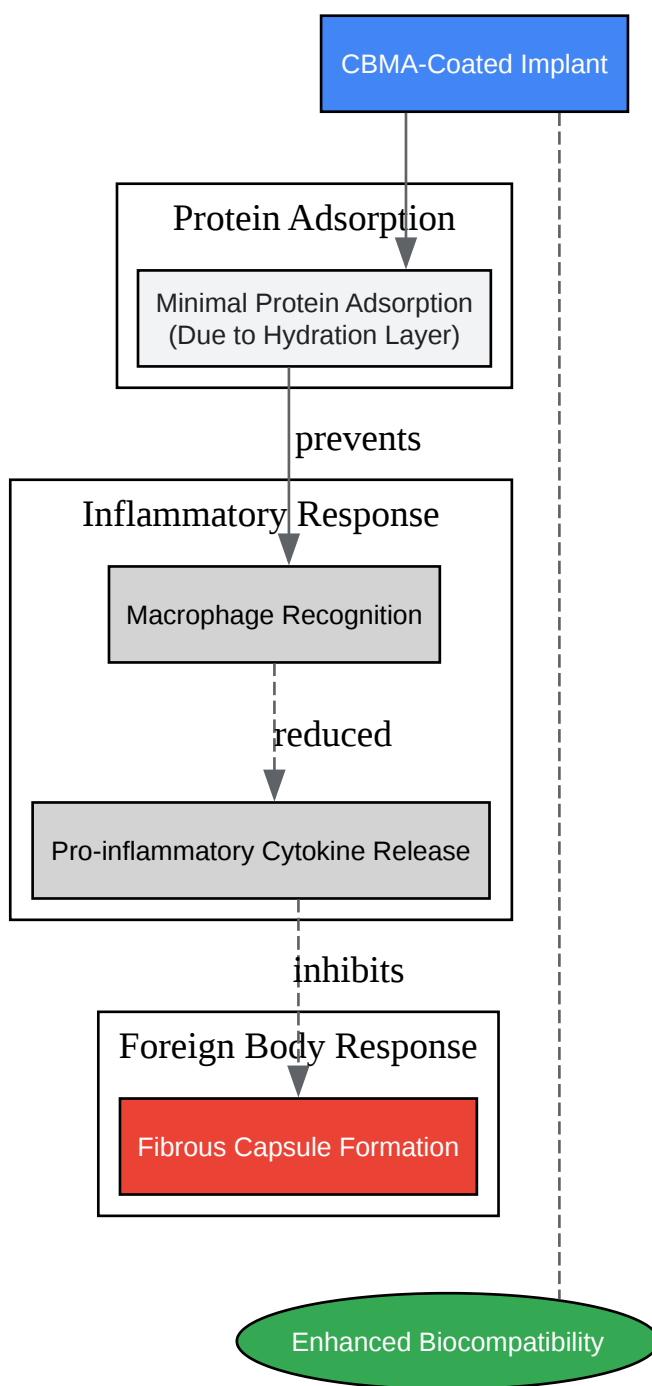 CBMA-Coated Implant
Protein Adsorption
Minimal Protein Adsorption
(Due to Hydration Layer)
prevents
Inflammatory Response
Macrophage Recognition
reduced
Pro-inflammatory Cytokine Release
inhibits
Foreign Body Response
Fibrous Capsule Formation
Enhanced Biocompatibility